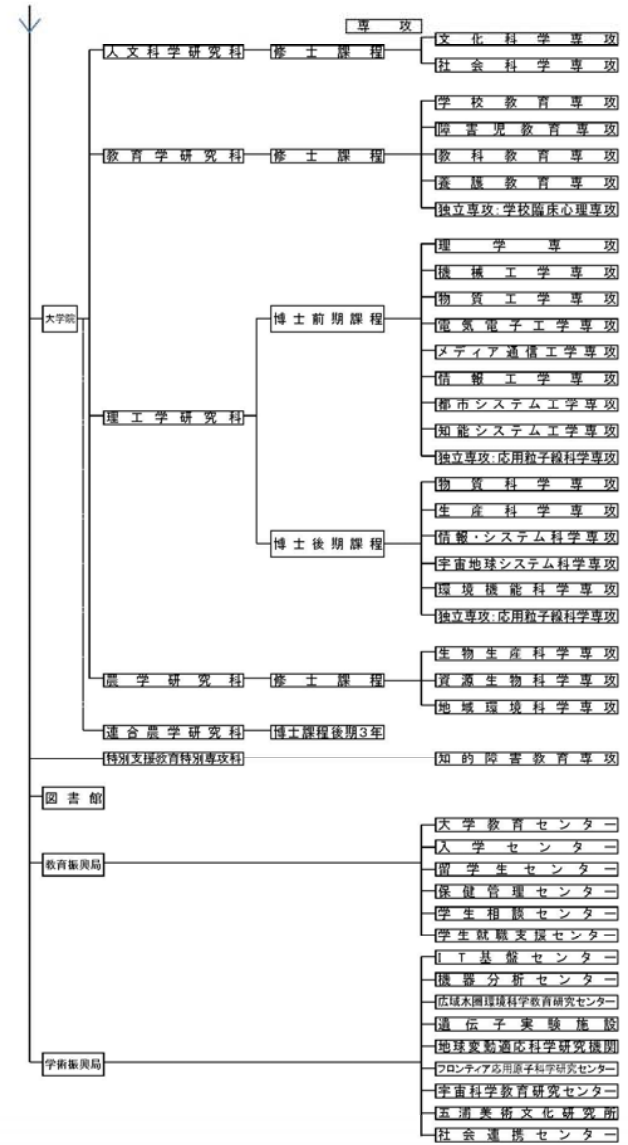 専攻
人文科学研究科
修士課程
文化科学専攻
社会科学専攻
教育学研究科
修士課程
学校教育専攻
障害児教育専攻
教科教育専攻
養護教育専攻
独立専攻:学校臨床心理専攻
大学院
理工学研究科
博士前期課程
理学専攻
機械工学専攻
物質工学専攻
電気電子工学専攻
メディア通信工学専攻
情報工学専攻
都市システム工学専攻
知能システム工学専攻
独立専攻:応用粒子線科学専攻
博士後期課程
物質科学専攻
生産科学専攻
情報・システム科学専攻
宇宙地球システム科学専攻
環境機能科学専攻
独立専攻:応用粒子線科学専攻
農学研究科
修士課程
生物生産科学専攻
資源生物科学専攻
地域環境科学専攻
連合農学研究科
博士課程後期3年
特別支援教育特別専攻科
知的障害教育専攻
図書館
教育振興局
大学教育センター
入学センター
留学生センター
保健管理センター
学生相談センター
学生就職支援センター
学術振興局
IT基盤センター
機器分析センター
広域水圏環境科学教育研究センター
遺伝子実験施設
地球変動適応科学研究機関
フロンティア応用原子科学研究センター
宇宙科学教育研究センター
五浦美術文化研究所
社会連携センター